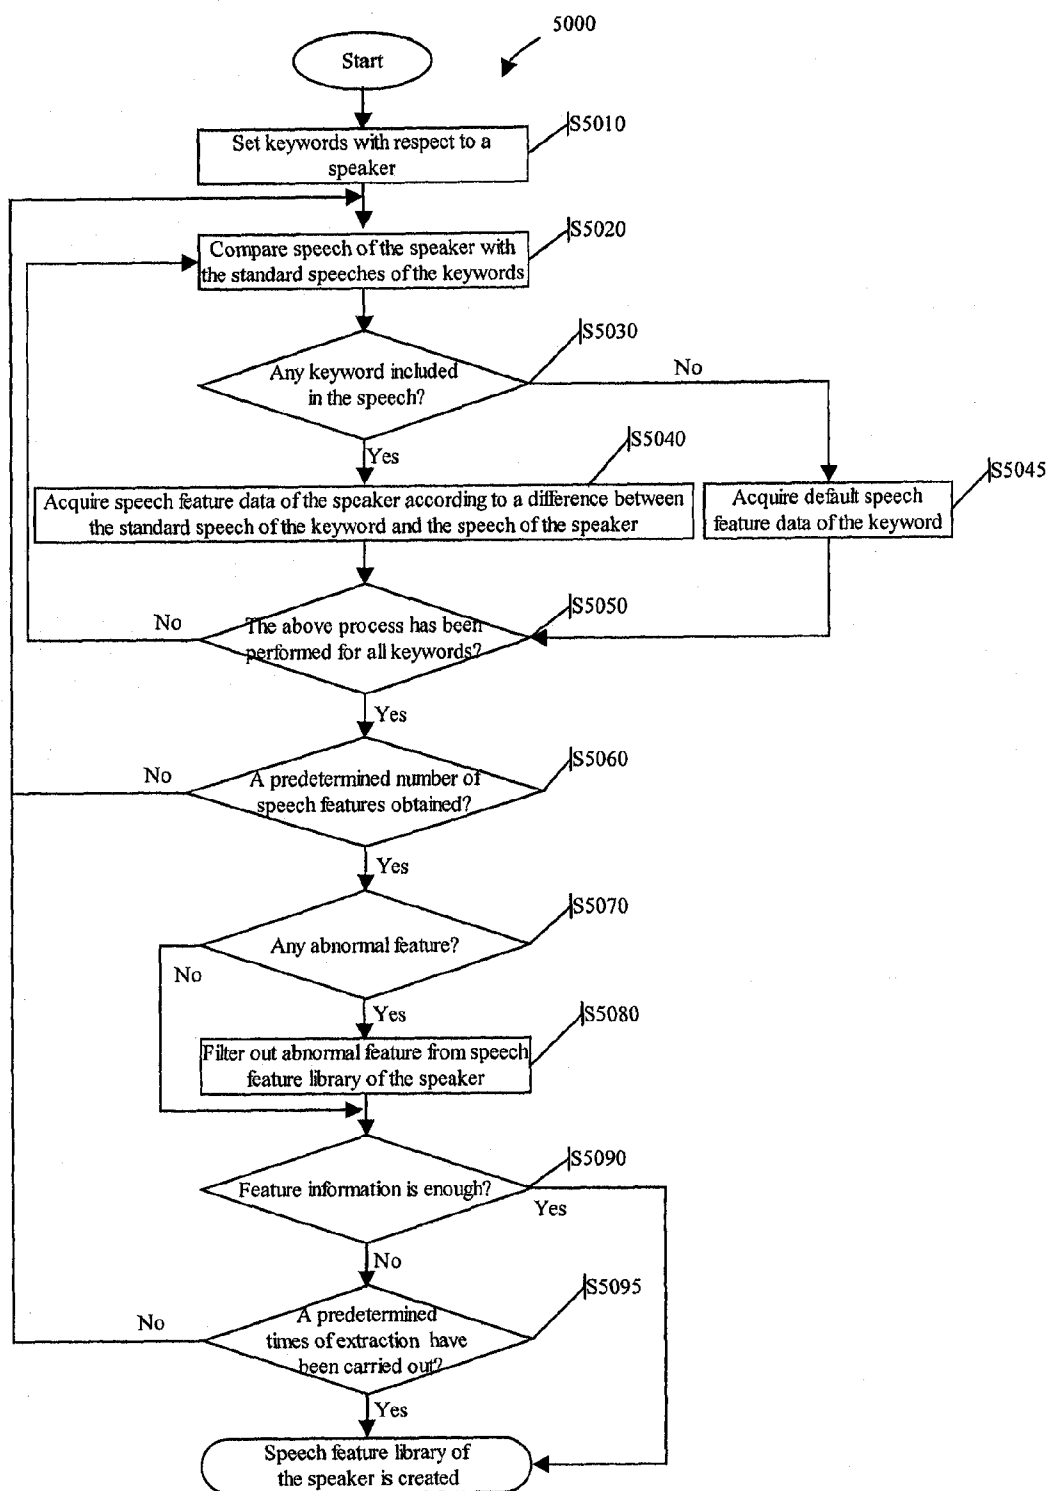 5000
Start
S5010
Set keywords with respect to a
speaker
S5020
Compare speech of the speaker with
the standard speeches of the keywords
S5030
Any keyword included
in the speech?
No
Yes
S5040
S5045
Acquire speech feature data of the speaker according to a difference between
the standard speech of the keyword and the speech of the speaker
Acquire default speech
feature data of the keyword
S5050
No
The above process has been
performed for all keywords?
Yes
S5060
No
A predetermined number of
speech features obtained?
Yes
S5070
Any abnormal feature?
No
Yes
S5080
Filter out abnormal feature from speech
feature library of the speaker
S5090
Feature information is enough?
Yes
No
S5095
No
A predetermined
times of extraction have
been carried out?
Yes
Speech feature library of
the speaker is created